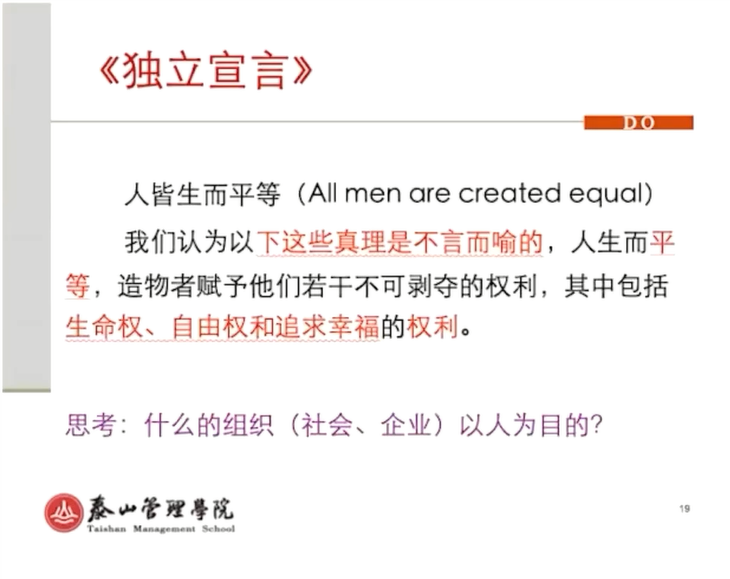 《独立宣言》
DO
人皆生而平等（All men are created equal）
我们认为以下这些真理是不言而喻的，人生而平
等，造物者赋予他们若干不可剥夺的权利，其中包括
生命权、自由权和追求幸福的权利。
思考：什么的组织（社会、企业）以人为目的?
泰山管理學院
Taishan Management School
19